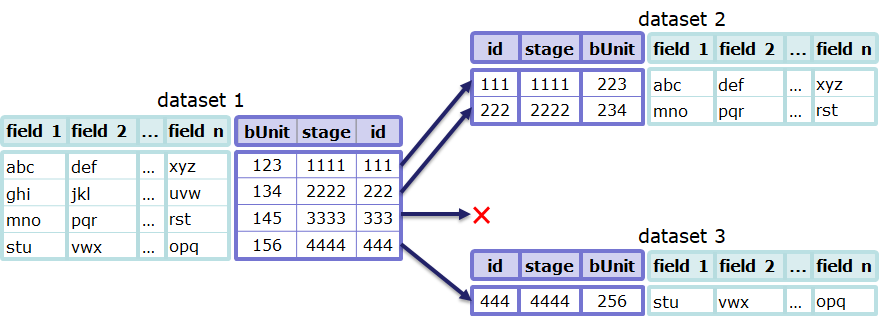 dataset 1
field 1 field 2 ... field n bUnit stage id
abc def ... xyz 123 1111 111
ghi jkl ... uvw 134 2222 222
mno pqr ... rst 145 3333 333
stu vwx ... opq 156 4444 444
dataset 2
id stage bUnit field 1 field 2 ... field n
111 1111 223 abc def ... xyz
222 2222 234 mno pqr ... rst
dataset 3
id stage bUnit field 1 field 2 ... field n
444 4444 256 stu vwx ... opq